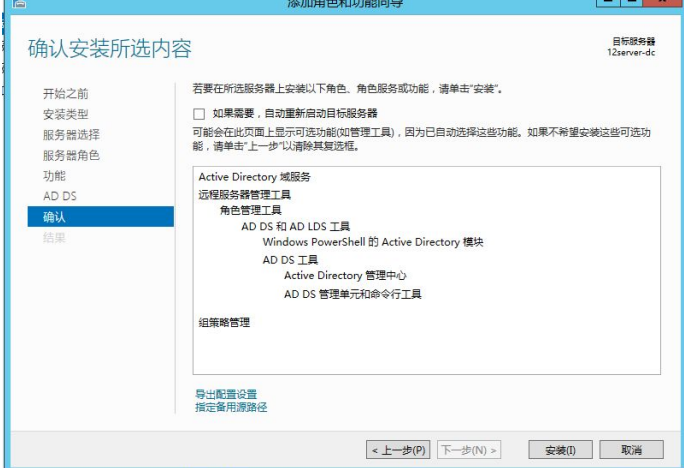 添加角色和功能向导
确认安装所选内容
目标服务器
12server-dc
开始之前
安装类型
服务器选择
服务器角色
功能
AD DS
确认
结果
若要在所选服务器上安装以下角色、角色服务或功能，请单击"安装"。
如果需要，自动重新启动目标服务器
可能会在此页面上显示可选功能(如管理工具)，因为已自动选择这些功能。如果不希望安装这些可选功
能，请单击"上一步"以清除其复选框。
Active Directory 域服务
远程服务器管理工具
角色管理工具
AD DS 和 AD LDS 工具
Windows PowerShell 的 Active Directory 模块
AD DS 工具
Active Directory 管理中心
AD DS 管理单元和命令行工具
组策略管理
导出配置设置
指定备用源路径
< 上一步(P)
下一步(N) >
安装(I)
取消